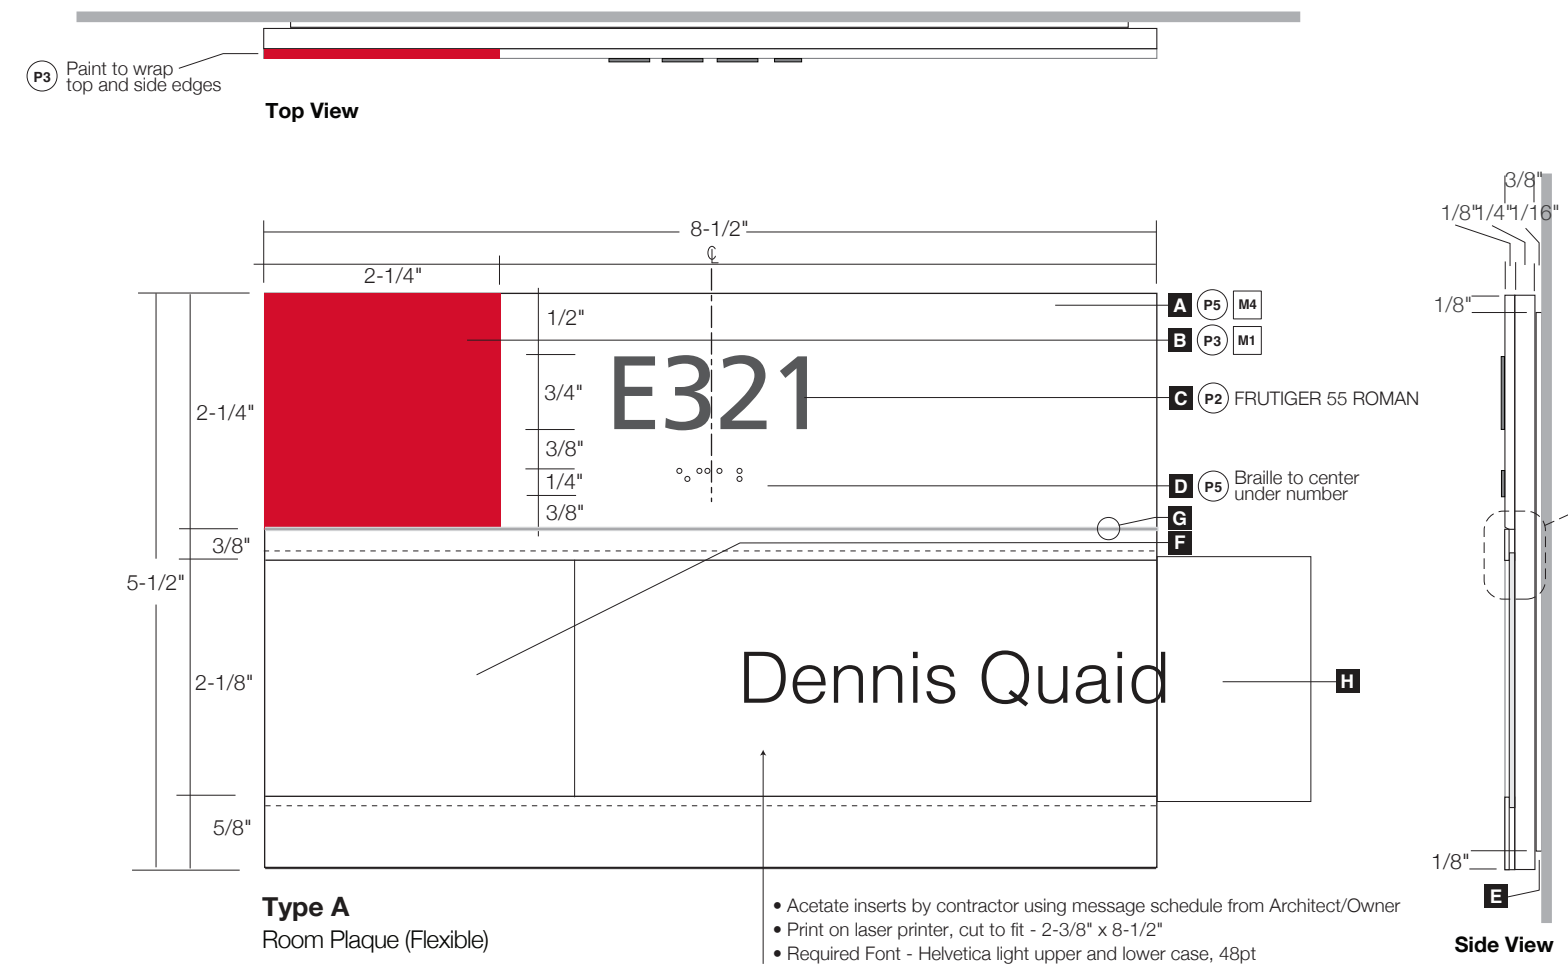 P3 Paint to wrap
top and side edges
Top View
3/8"
1/8" 1/4" 1/16"
8-1/2"
℄
2-1/4"
1/2"
A P5 M4
1/8"
B P3 M1
E321
3/4"
C P2 FRUTIGER 55 ROMAN
2-1/4"
3/8"
1/4"
D P5 Braille to center
under number
3/8"
G
F
3/8"
5-1/2"
Dennis Quaid
2-1/8"
H
5/8"
1/8"
E
Type A
Room Plaque (Flexible)
• Acetate inserts by contractor using message schedule from Architect/Owner
• Print on laser printer, cut to fit - 2-3/8" x 8-1/2"
• Required Font - Helvetica light upper and lower case, 48pt
Side View